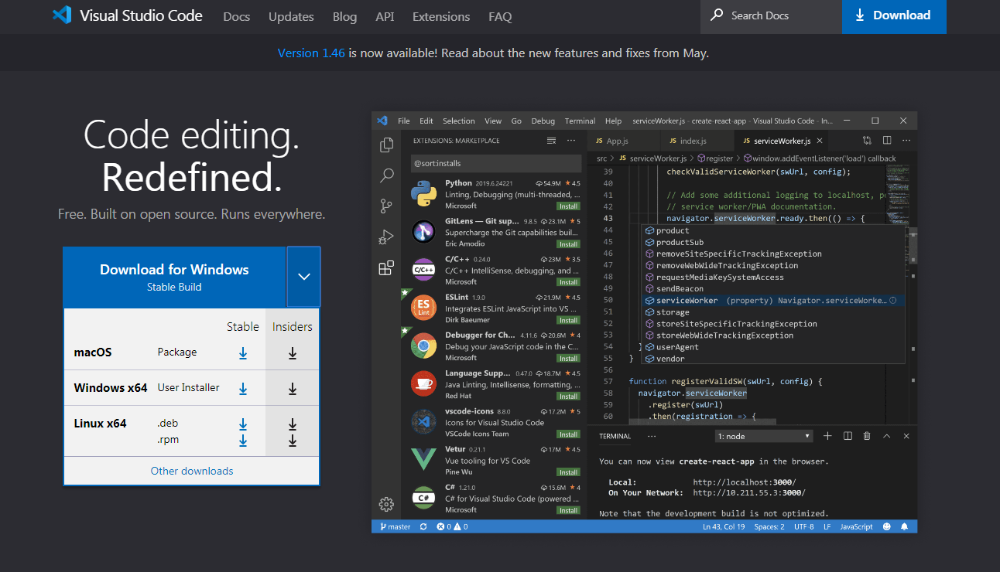 Visual Studio Code Docs Updates Blog API Extensions FAQ Search Docs Download
Version 1.46 is now available! Read about the new features and fixes from May.
Code editing.
Redefined.
Free. Built on open source. Runs everywhere.
Download for Windows
Stable Build
Stable Insiders
macOS Package
Windows x64 User Installer
Linux x64 .deb
.rpm
Other downloads
File Edit Selection View Go Debug Terminal Help serviceWorker.js - create-react-app - Visual Studio Code - In...
EXTENSIONS: MARKETPLACE
@sort:installs
Python 2019.6.24221 54.9M 4.5
Linting, Debugging (multi-threaded, ...
Microsoft Install
GitLens — Git sup... 9.8.5 23.1M 5
Supercharge the Git capabilities buil...
Eric Amodio Install
C/C++
C/C++ 0.24.0 23M 3.5
C/C++ IntelliSense, debugging, and ...
Microsoft Install
ES
Lint
ESLint 1.9.0 21.9M 4.5
Integrates ESLint JavaScript into VS ...
Dirk Baeumer Install
Debugger for Ch... 4.11.6 20.6M 4
Debug your JavaScript code in the C...
Microsoft Install
Language Supp... 0.47.0 18.7M 4.5
Java Linting, Intellisense, formatting, ...
Red Hat Install
vscode-icons 8.8.0 17.2M 5
Icons for Visual Studio Code
VSCode Icons Team Install
Vetur 0.21.1 17M 4.5
Vue tooling for VS Code
Pine Wu Install
C#
C# 1.21.0 15.6M 4
C# for Visual Studio Code (powered ...
Microsoft Install
JS App.js JS index.js JS serviceWorker.js
src > JS serviceWorker.js > register > window.addEventListener('load') callback
39 checkValidServiceWorker(swUrl, config);
40
41 // Add some additional logging to localhost, p
42 // service worker/PWA documentation.
43 navigator.serviceWorker.ready.then(() => {
44 product
45 productSub
46 removeSiteSpecificTrackingException
47 removeWebWideTrackingException
48 requestMediaKeySystemAccess
49 sendBeacon
50 serviceWorker (property) Navigator.serviceWorke...
51 storage
52 storeSiteSpecificTrackingException
53 storeWebWideTrackingException
54 userAgent
55 } vendor
56
57 function registerValidSW(swUrl, config) {
58 navigator.serviceWorker
59 .register(swUrl)
60 .then(registration => {
TERMINAL ... 1: node
You can now view create-react-app in the browser.
Local: http://localhost:3000/
On Your Network: http://10.211.55.3:3000/
Note that the development build is not optimized.
master 0 0 Ln 43, Col 19 Spaces: 2 UTF-8 LF JavaScript